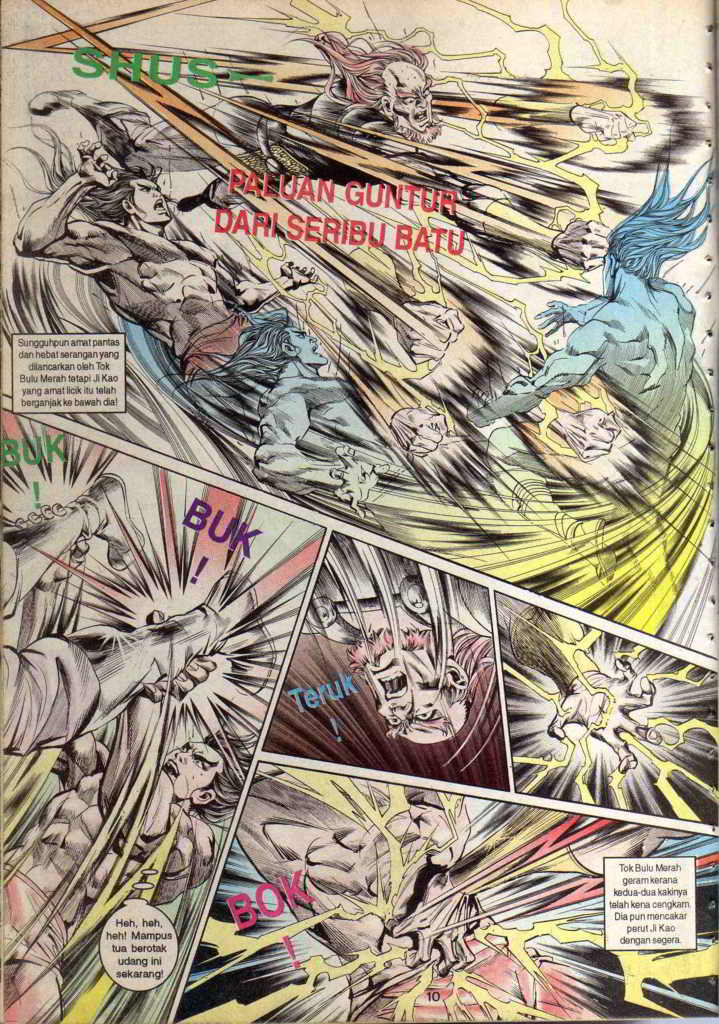 SHUS—
PALUAN GUNTUR
DARI SERIBU BATU
Sungguhpun amat pantas
dan hebat serangan yang
dilancarkan oleh Tok
Bulu Merah tetapi Ji Kao
yang amat licik itu telah
berganjak ke bawah dia!
BUK
!
BUK
!
Heh, heh,
heh! Mampus
tua berotak
udang ini
sekarang!
Teruk
!
BOK
!
Tok Bulu Merah
geram kerana
kedua-dua kakinya
telah kena cengkam.
Dia pun mencakar
perut Ji Kao
dengan segera.
10